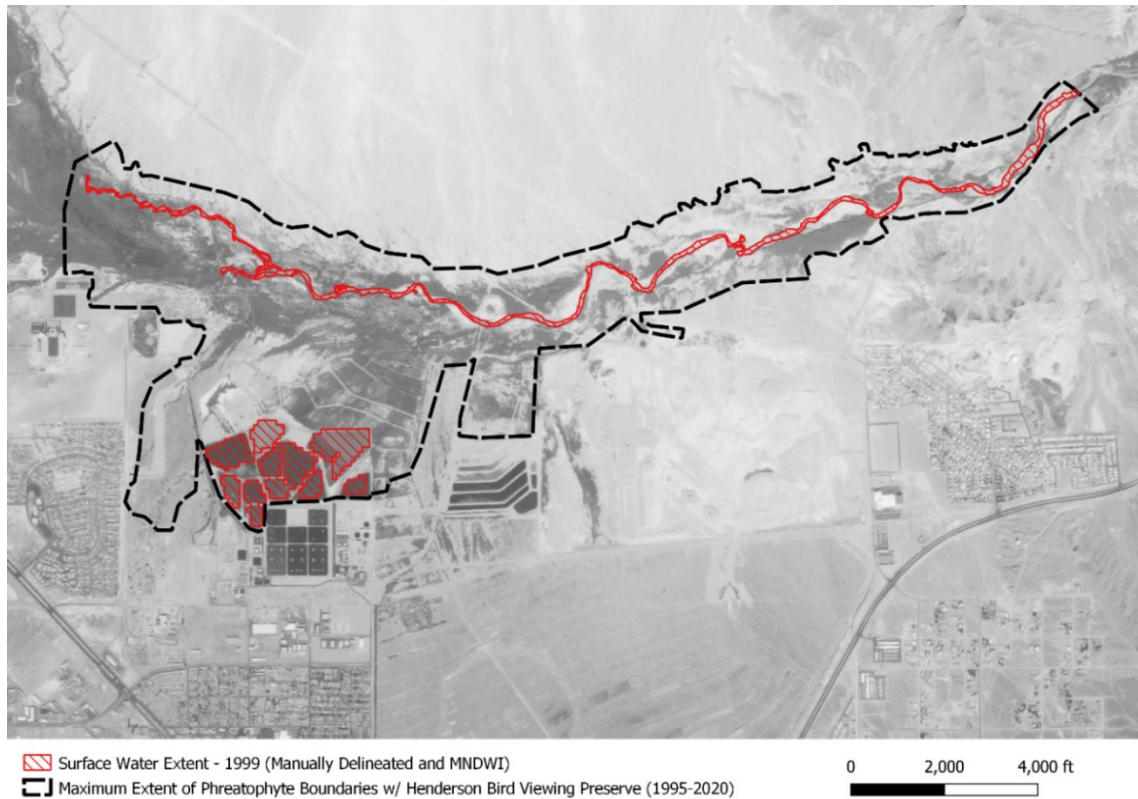 Surface Water Extent - 1999 (Manually Delineated and MNDWI)
Maximum Extent of Phreatophyte Boundaries w/ Henderson Bird Viewing Preserve (1995-2020)
0 2,000 4,000 ft